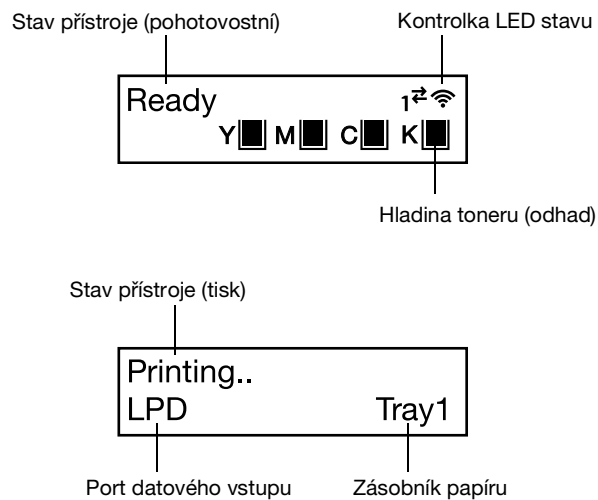 Stav přístroje (pohotovostní) Kontrolka LED stavu
Ready 1
Y M C K
Hladina toneru (odhad)
Stav přístroje (tisk)
Printing..
LPD Tray1
Port datového vstupu Zásobník papíru